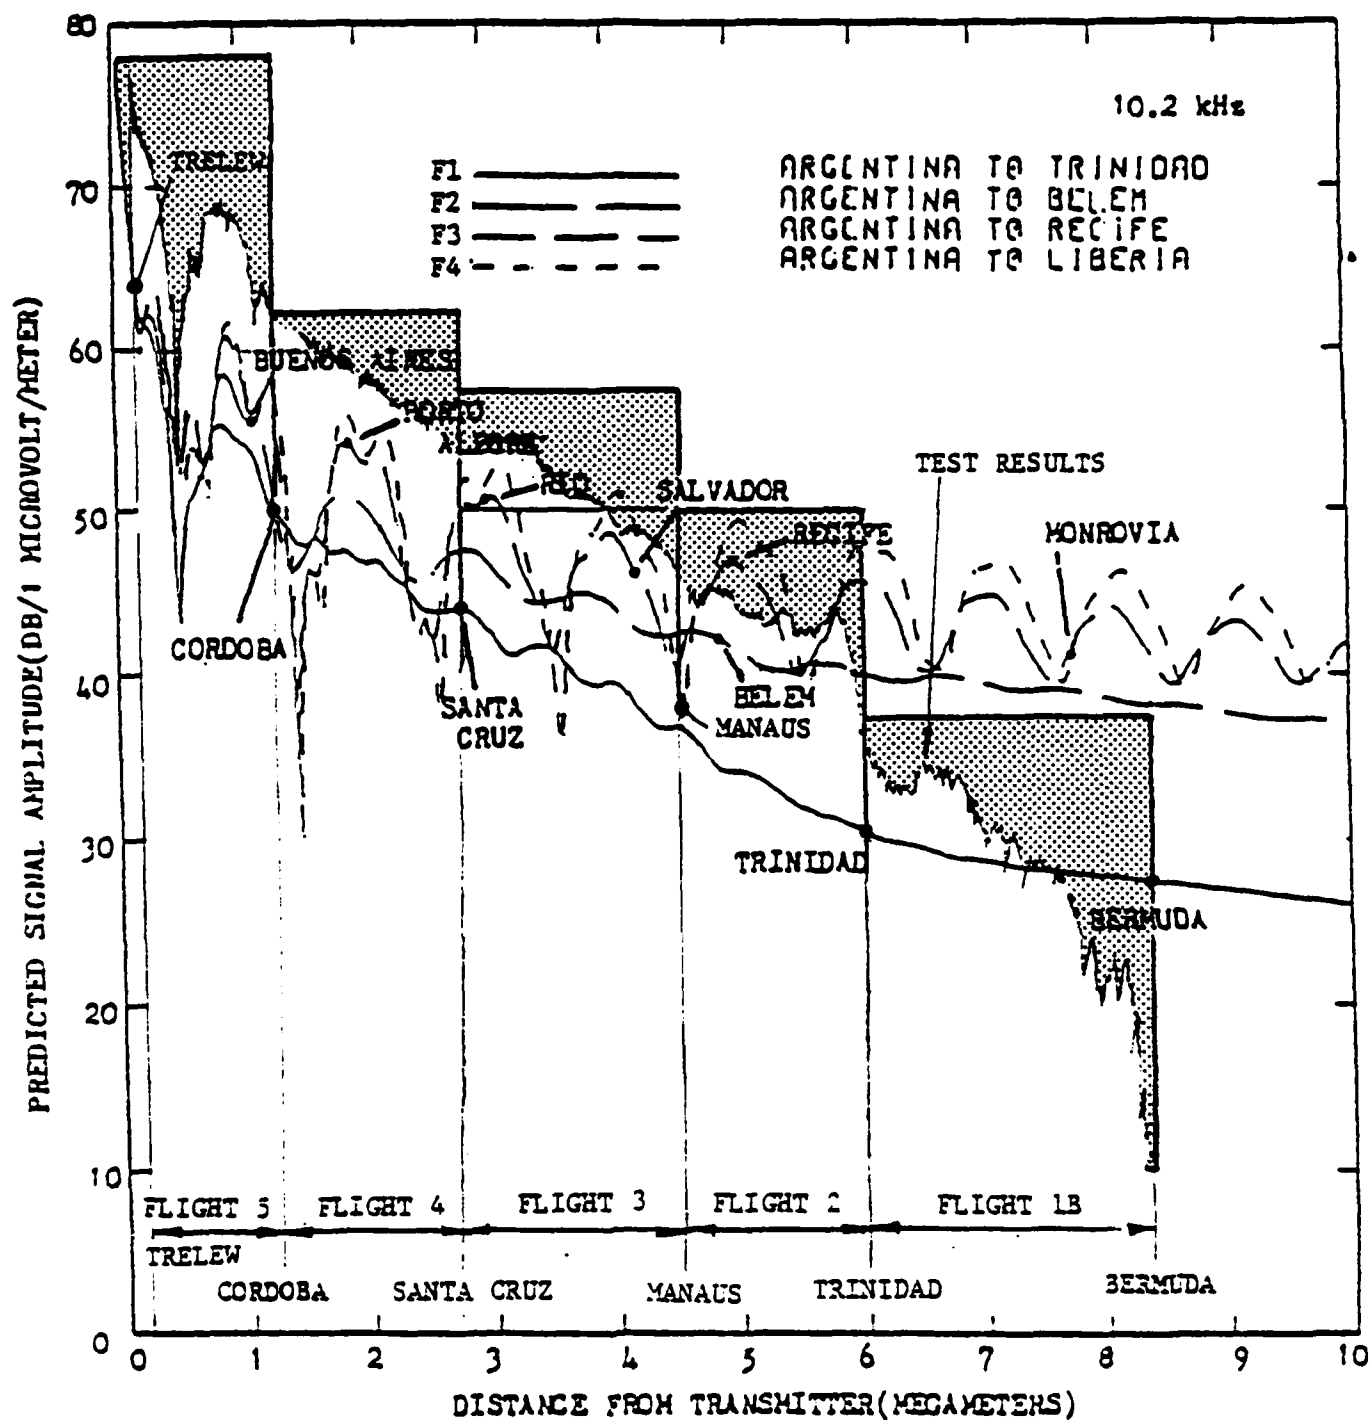 80
70
60
50
40
30
20
10
0
PREDICTED SIGNAL AMPLITUDE(DB/1 MICROVOLT/METER)
10.2 kHz
F1 ARGENTINA TO TRINIDAD
F2 ARGENTINA TO BELEM
F3 ARGENTINA TO RECIFE
F4 ARGENTINA TO LIBERIA
TRELEW
BUENOS AIRES
PORTO
ALEGRE
RIO
SALVADOR
RECIFE
TEST RESULTS
MONROVIA
CORDOBA
SANTA
CRUZ
BELEM
MANAUS
TRINIDAD
BERMUDA
FLIGHT 5 FLIGHT 4 FLIGHT 3 FLIGHT 2 FLIGHT 1B
TRELEW
CORDOBA SANTA CRUZ MANAUS TRINIDAD BERMUDA
0 1 2 3 4 5 6 7 8 9 10
DISTANCE FROM TRANSMITTER(MEGAMETERS)